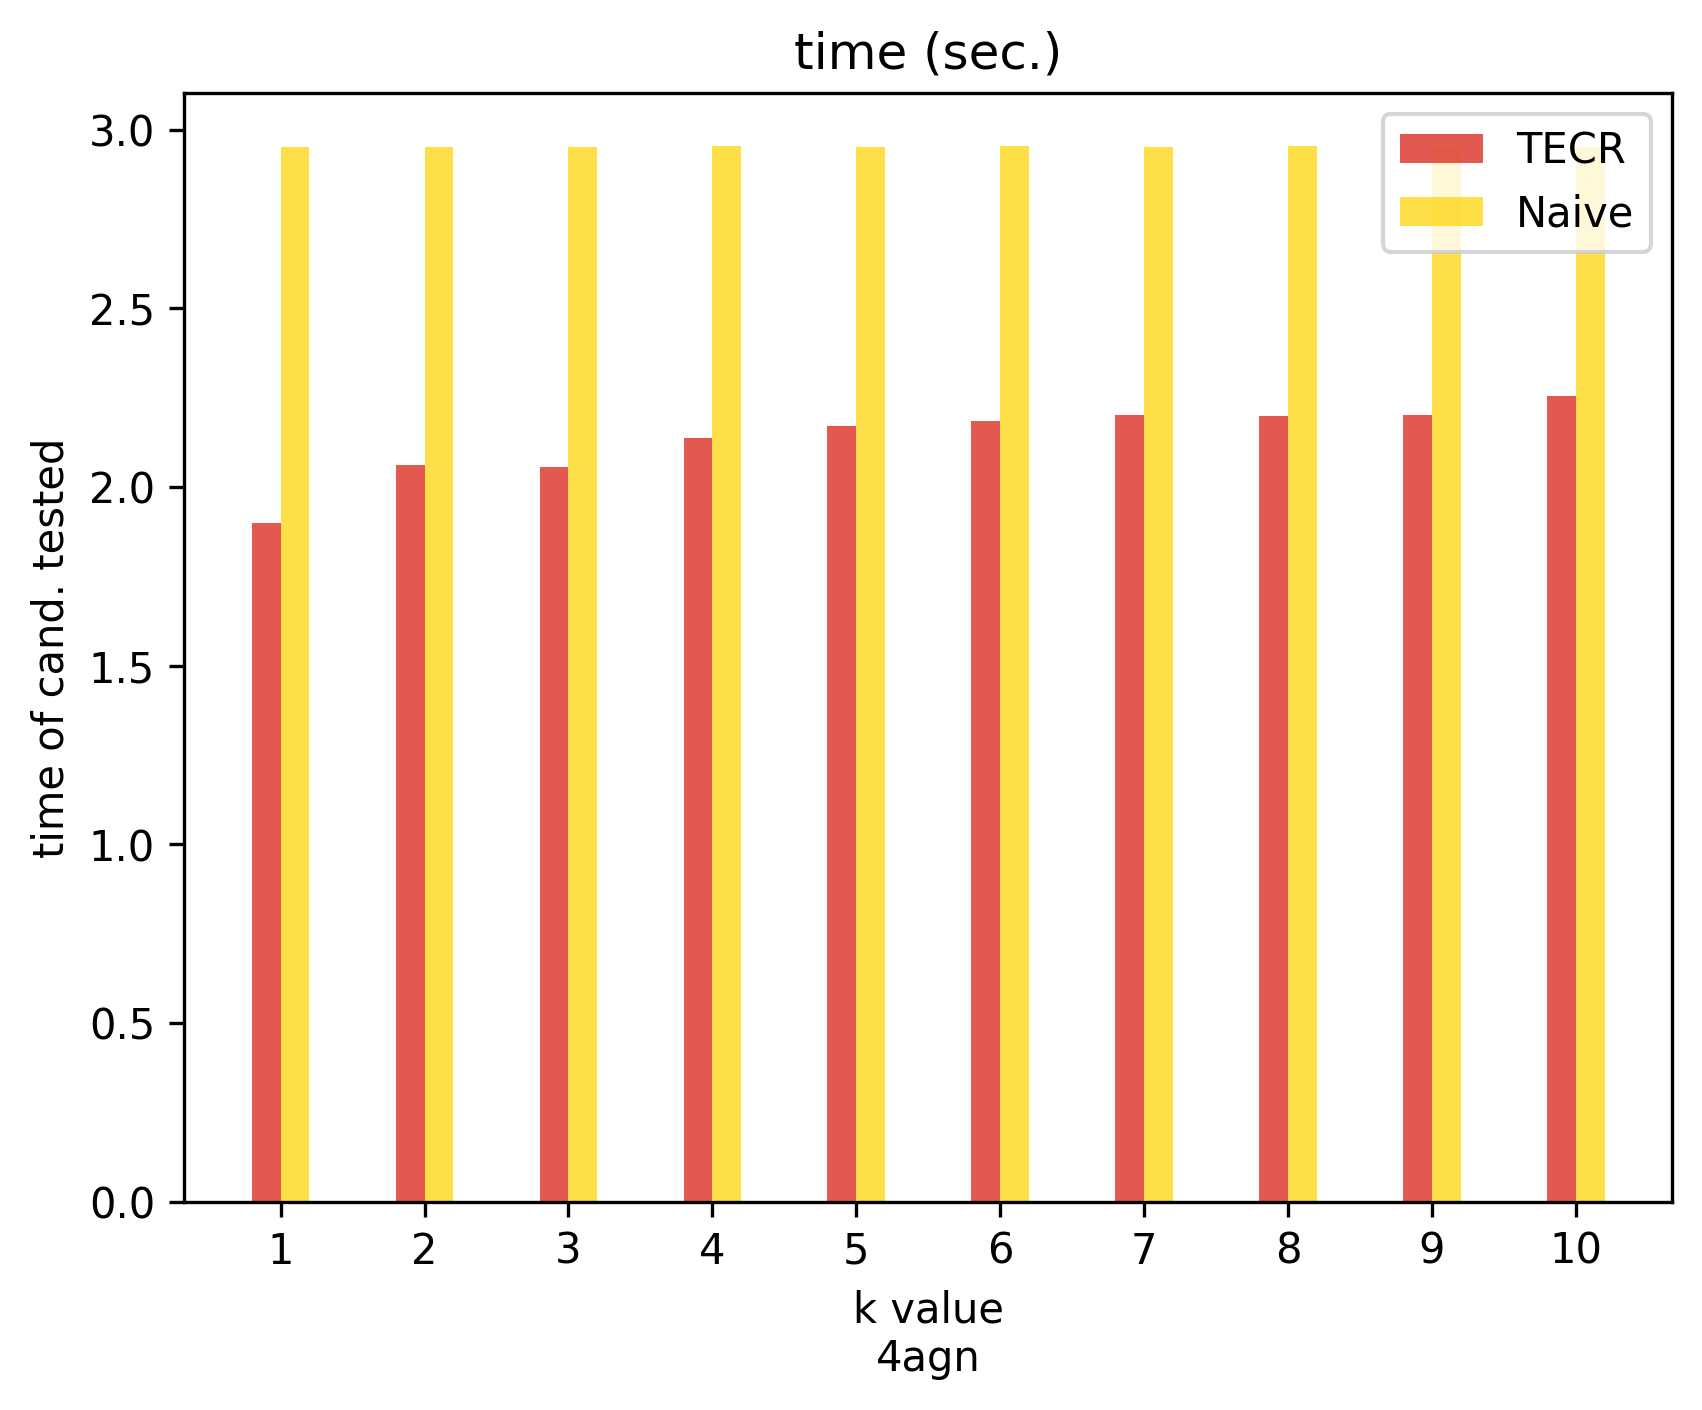 time (sec.)
TECR
Naive
time of cand. tested
3.0
2.5
2.0
1.5
1.0
0.5
0.0
1 2 3 4 5 6 7 8 9 10
k value
4agn